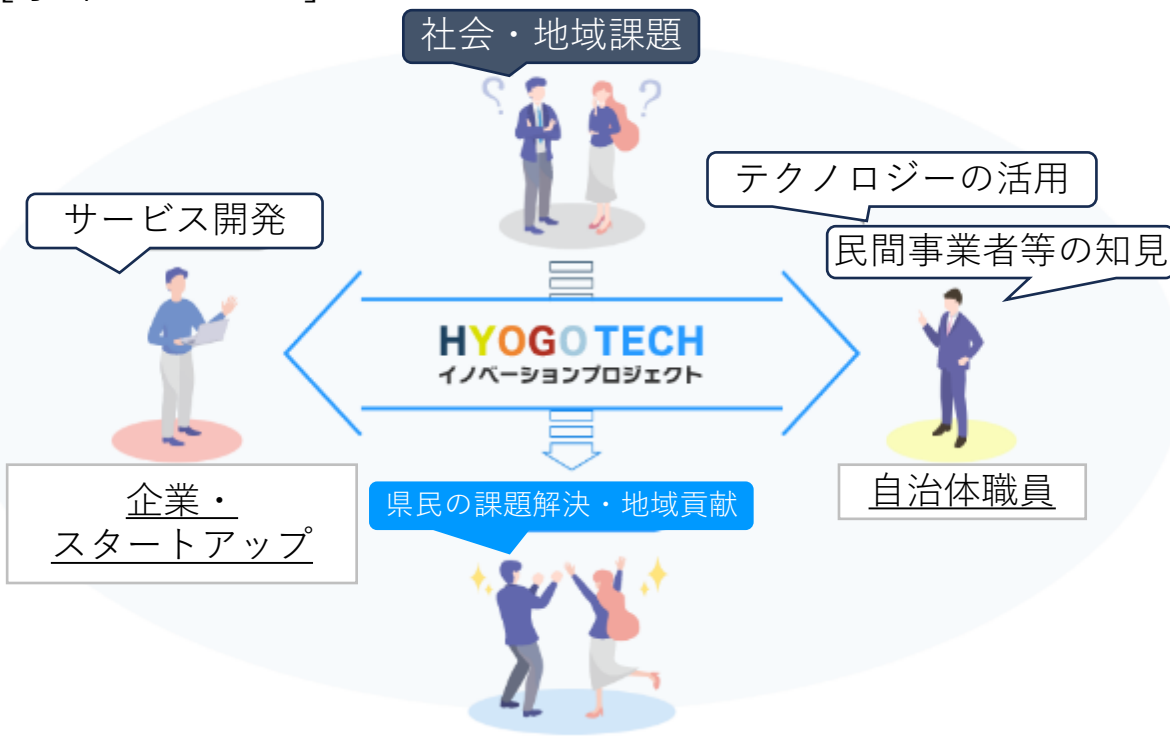 社会・地域課題
テクノロジーの活用
サービス開発
民間事業者等の知見
HYOGO TECH
イノベーションプロジェクト
企業・
スタートアップ
県民の課題解決・地域貢献
自治体職員